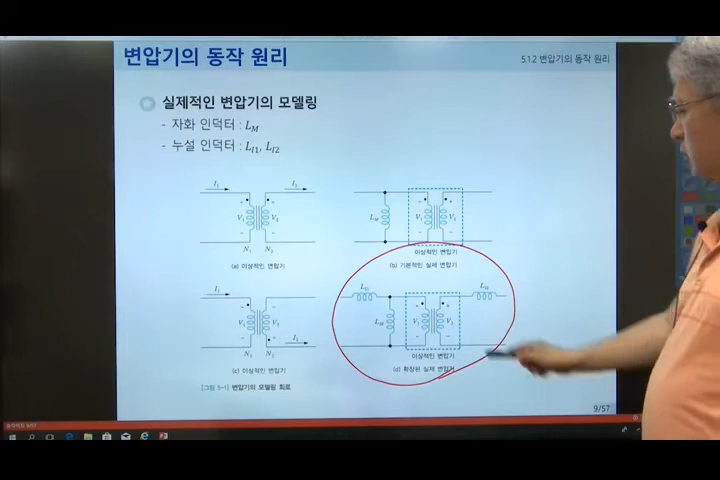 변압기의 동작 원리
5.1.2 변압기의 동작 원리
실제적인 변압기의 모델링
- 자화 인덕터 : L_M
- 누설 인덕터 : L_l1, L_l2
I_1 I_2
V_1 V_2
N_1 N_2
(a) 이상적인 변압기
L_M V_1 V_2
이상적인 변압기
(b) 기본적인 실제 변압기
I_1
V_1 V_2
I_2
N_1 N_2
(c) 이상적인 변압기
L_l1 L_l2
L_M V_1 V_2
이상적인 변압기
(d) 확장된 실제 변압기
[그림 5-1] 변압기의 모델링 회로
9/57